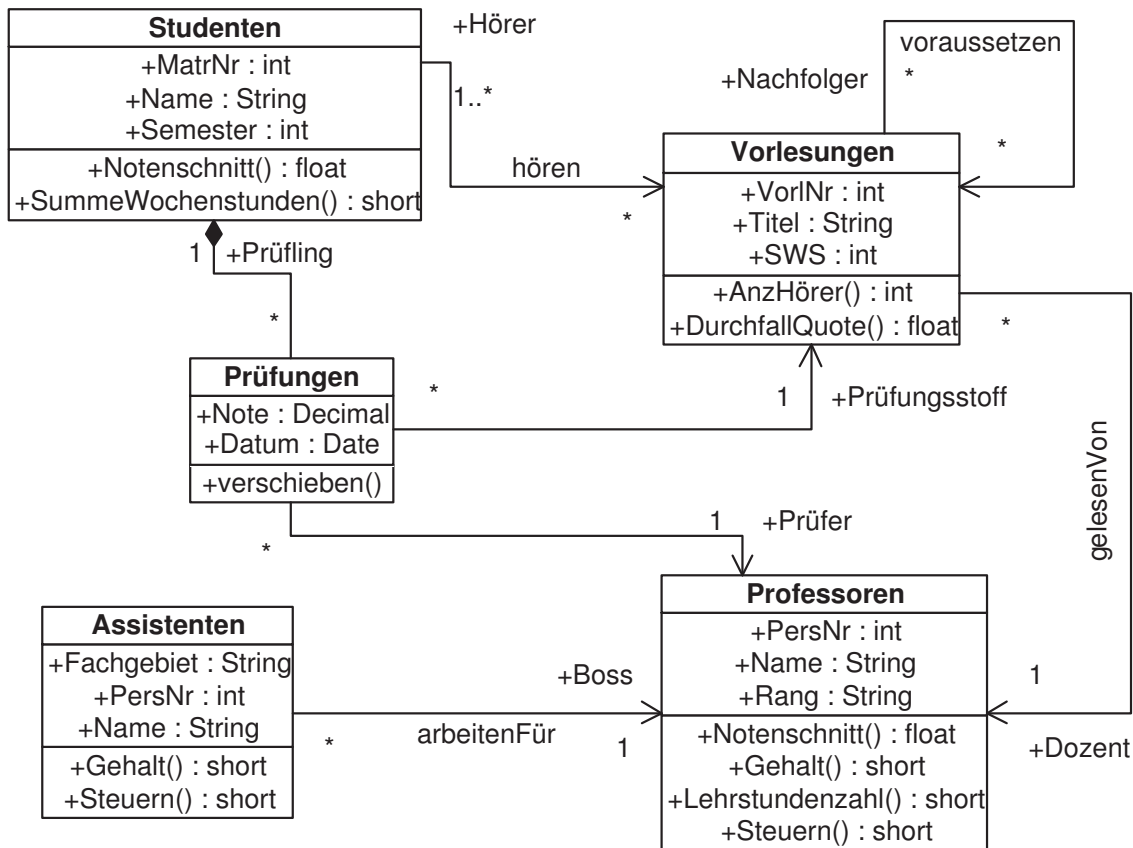 Studenten
+MatrNr : int
+Name : String
+Semester : int
+Notenschnitt() : float
+SummeWochenstunden() : short
+Hörer
1..*
hören
*
voraussetzen
+Nachfolger
*
*
Vorlesungen
+VorlNr : int
+Titel : String
+SWS : int
+AnzHörer() : int
+DurchfallQuote() : float
1
+Prüfling
*
Prüfungen
+Note : Decimal
+Datum : Date
+verschieben()
*
1
+Prüfungsstoff
*
gelesenVon
1
+Dozent
*
1
+Prüfer
Assistenten
+Fachgebiet : String
+PersNr : int
+Name : String
+Gehalt() : short
+Steuern() : short
*
arbeitenFür
+Boss
1
Professoren
+PersNr : int
+Name : String
+Rang : String
+Notenschnitt() : float
+Gehalt() : short
+Lehrstundenzahl() : short
+Steuern() : short